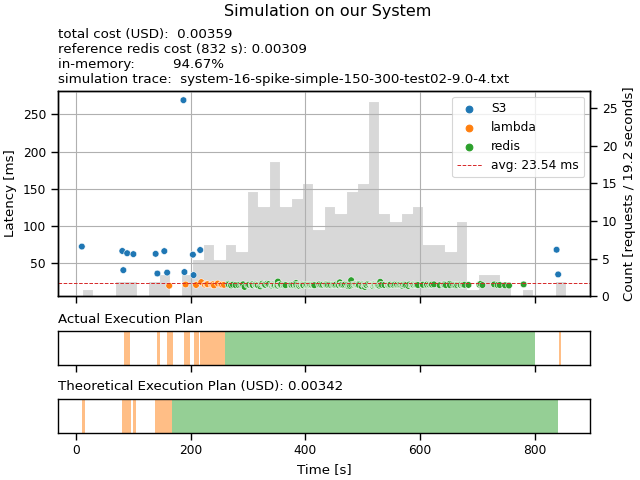 Simulation on our System
total cost (USD):  0.00359
reference redis cost (832 s): 0.00309
in-memory:         94.67%
simulation trace:  system-16-spike-simple-150-300-test02-9.0-4.txt
Latency [ms]
250
200
150
100
50
S3
lambda
redis
avg: 23.54 ms
25
20
15
10
5
0
Count [requests / 19.2 seconds]
Actual Execution Plan
Theoretical Execution Plan (USD): 0.00342
0
200
400
600
800
Time [s]